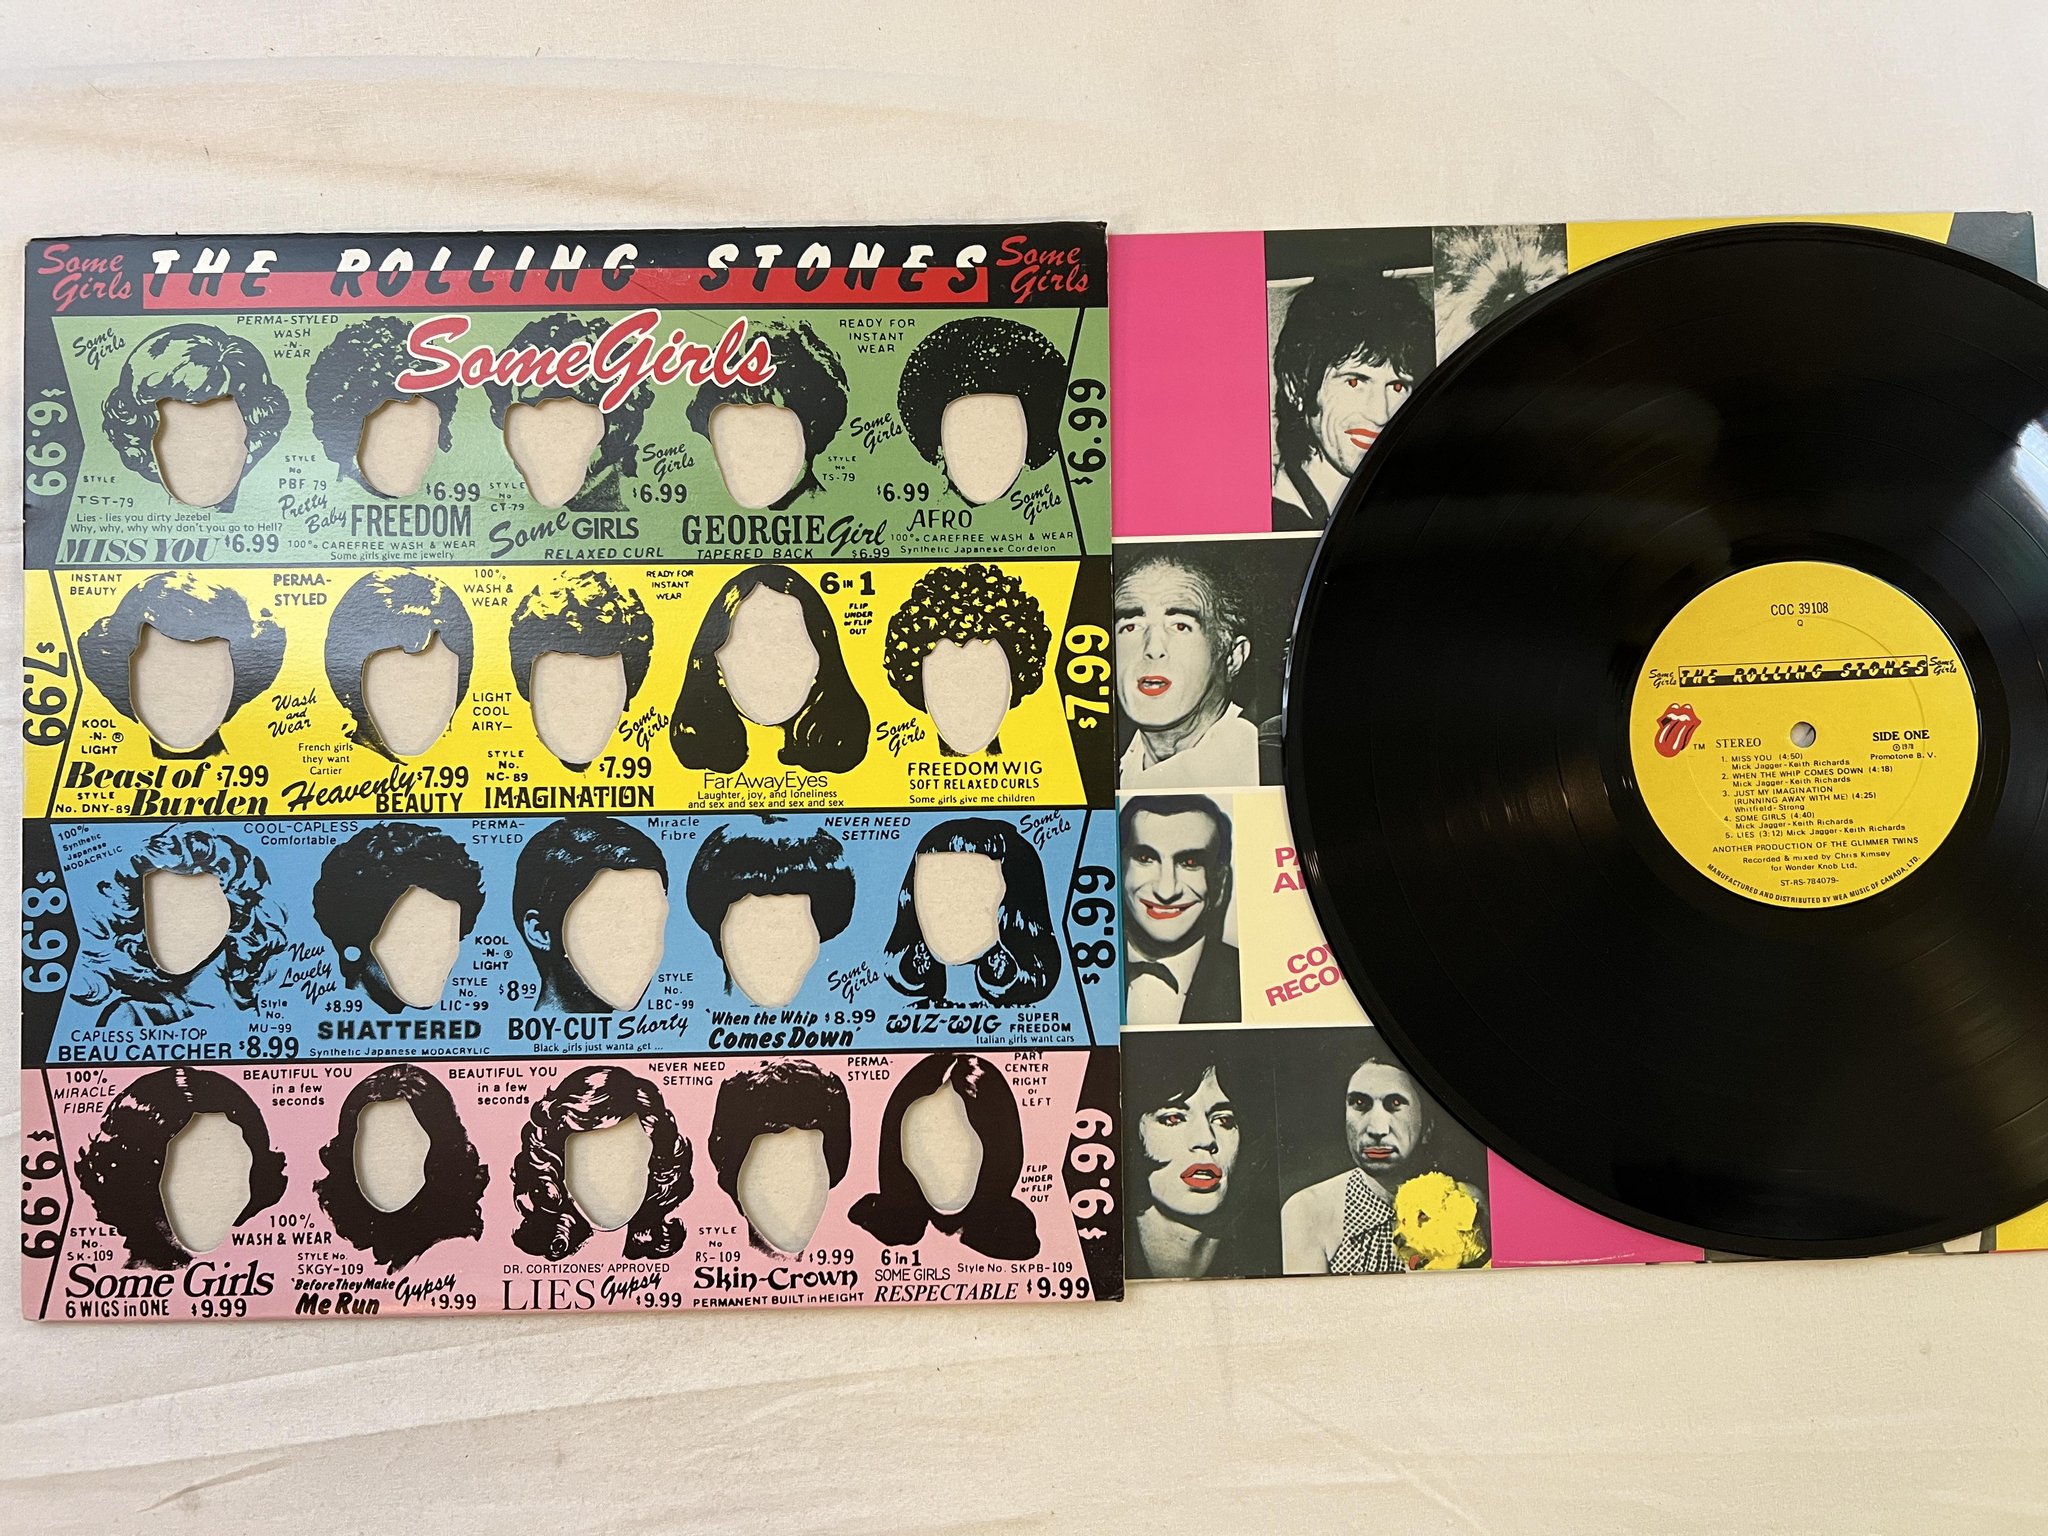 Some Girls THE ROLLING STONES Some Girls
Some Girls
$6.99
Some Girls
PERMA-STYLED
WASH
-N-
WEAR
READY FOR
INSTANT
WEAR
$6.99
STYLE
TST-79
Lies - lies you dirty Jezebel
Why, why, why why don't you go to Hell?
MISS YOU $6.99
STYLE
No
PBF 79
Pretty Baby FREEDOM
$6.99
100% CAREFREE WASH & WEAR
Some girls give me jewelry
STYLE
No
CT-79
Some GIRLS
RELAXED CURL
Some Girls
$6.99
STYLE
No
TS-79
GEORGIE Girl
TAPERED BACK $6.99
Some Girls
$6.99
AFRO
100% CAREFREE WASH & WEAR
Synthetic Japanese Cordelon
Some Girls
$7.99
INSTANT
BEAUTY
PERMA-
STYLED
100%
WASH &
WEAR
READY FOR
INSTANT
WEAR
6 IN 1
FLIP
UNDER
or FLIP
OUT
$7.99
KOOL
-N- ®
LIGHT
Beast of $7.99
STYLE
No. DNY-89 Burden
Wash
and
Wear
French girls
they want
Cartier
Heavenly $7.99
BEAUTY
LIGHT
COOL
AIRY-
STYLE
No.
NC-89
Some Girls
$7.99
IMAGINATION
Far Away Eyes
Laughter, joy, and loneliness
and sex and sex and sex and sex
Some Girls
FREEDOM WIG
SOFT RELAXED CURLS
Some girls give me children
$8.99
100%
Synthetic
Japanese
MODACRYLIC
COOL-CAPLESS
Comfortable
PERMA-
STYLED
Miracle
Fibre
NEVER NEED
SETTING
Some Girls
$8.99
Style
No.
MU-99
CAPLESS SKIN-TOP
BEAU CATCHER $8.99
New
Lovely
You
$8.99
STYLE
No.
LIC-99
SHATTERED
Synthetic Japanese MODACRYLIC
KOOL
-N- ®
LIGHT
$8.99
STYLE
No.
LBC-99
BOY-CUT Shorty
Black girls just wanta get ...
'When the Whip $8.99
Comes Down'
Some Girls
WIZ-WIG SUPER
FREEDOM
Italian girls want cars
$9.99
100%
MIRACLE
FIBRE
BEAUTIFUL YOU
in a few
seconds
BEAUTIFUL YOU
in a few
seconds
NEVER NEED
SETTING
PERMA-
STYLED
PART
CENTER
RIGHT
or
LEFT
$9.99
STYLE
No.
SK-109
100%
WASH & WEAR
Some Girls
6 WIGS in ONE $9.99
STYLE No.
SKGY-109
'Before They Make
Me Run Gypsy
$9.99
DR. CORTIZONES' APPROVED
LIES Gypsy
$9.99
STYLE
No
RS-109
$9.99
Skin-Crown
PERMANENT BUILT in HEIGHT
FLIP
UNDER
or FLIP
OUT
6 in 1
SOME GIRLS Style No. SKPB-109
RESPECTABLE $9.99
COC 39108
Q
Some Girls THE ROLLING STONES Some Girls
TM STEREO
SIDE ONE
℗ 1978
Promotone B. V.
1. MISS YOU (4:50)
Mick Jagger-Keith Richards
2. WHEN THE WHIP COMES DOWN (4:18)
Mick Jagger-Keith Richards
3. JUST MY IMAGINATION
(RUNNING AWAY WITH ME) (4:25)
Whitfield-Strong
4. SOME GIRLS (4:40)
Mick Jagger-Keith Richards
5. LIES (3:12) Mick Jagger-Keith Richards
ANOTHER PRODUCTION OF THE GLIMMER TWINS
Recorded & mixed by Chris Kimsey
for Wonder Knob Ltd.
ST-RS-784079-
MANUFACTURED AND DISTRIBUTED BY WEA MUSIC OF CANADA, LTD.